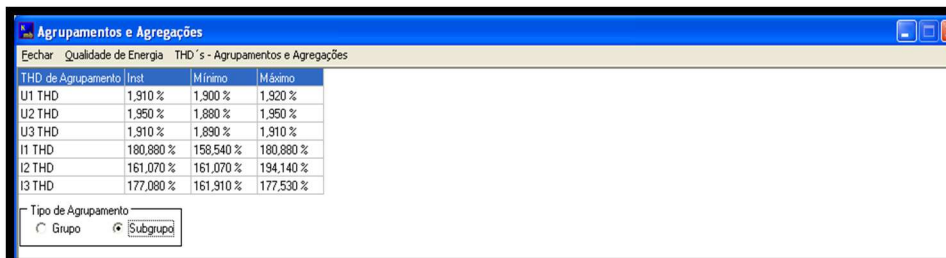 Agrupamentos e Agregações
Fechar Qualidade de Energia THD´s - Agrupamentos e Agregações
THD de Agrupamento Inst Mínimo Máximo
U1 THD 1,910 % 1,900 % 1,920 %
U2 THD 1,950 % 1,880 % 1,950 %
U3 THD 1,910 % 1,890 % 1,910 %
I1 THD 180,880 % 158,540 % 180,880 %
I2 THD 161,070 % 161,070 % 194,140 %
I3 THD 177,080 % 161,910 % 177,530 %
Tipo de Agrupamento
Grupo Subgrupo